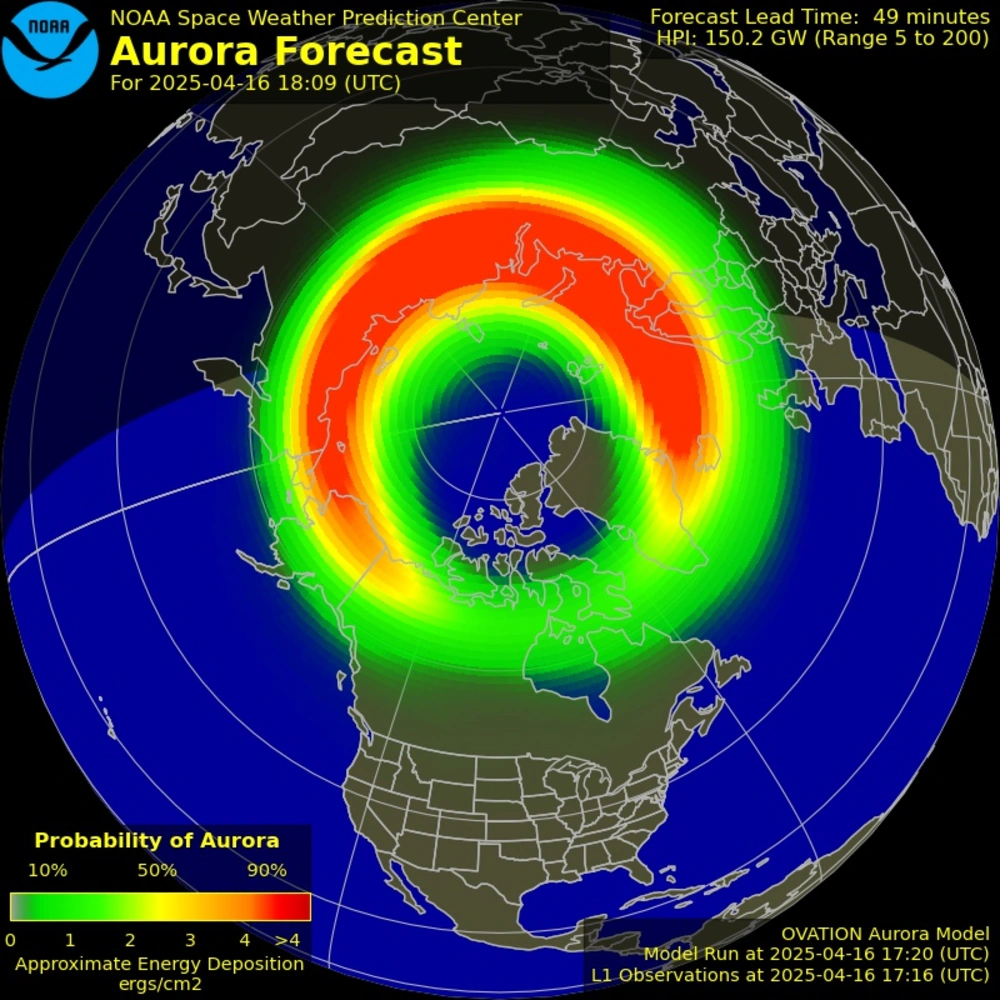 NOAA
NOAA Space Weather Prediction Center
Aurora Forecast
For 2025-04-16 18:09 (UTC)
Forecast Lead Time: 49 minutes
HPI: 150.2 GW (Range 5 to 200)
Probability of Aurora
10% 50% 90%
0 1 2 3 4 >4
Approximate Energy Deposition
ergs/cm2
OVATION Aurora Model
Model Run at 2025-04-16 17:20 (UTC)
L1 Observations at 2025-04-16 17:16 (UTC)